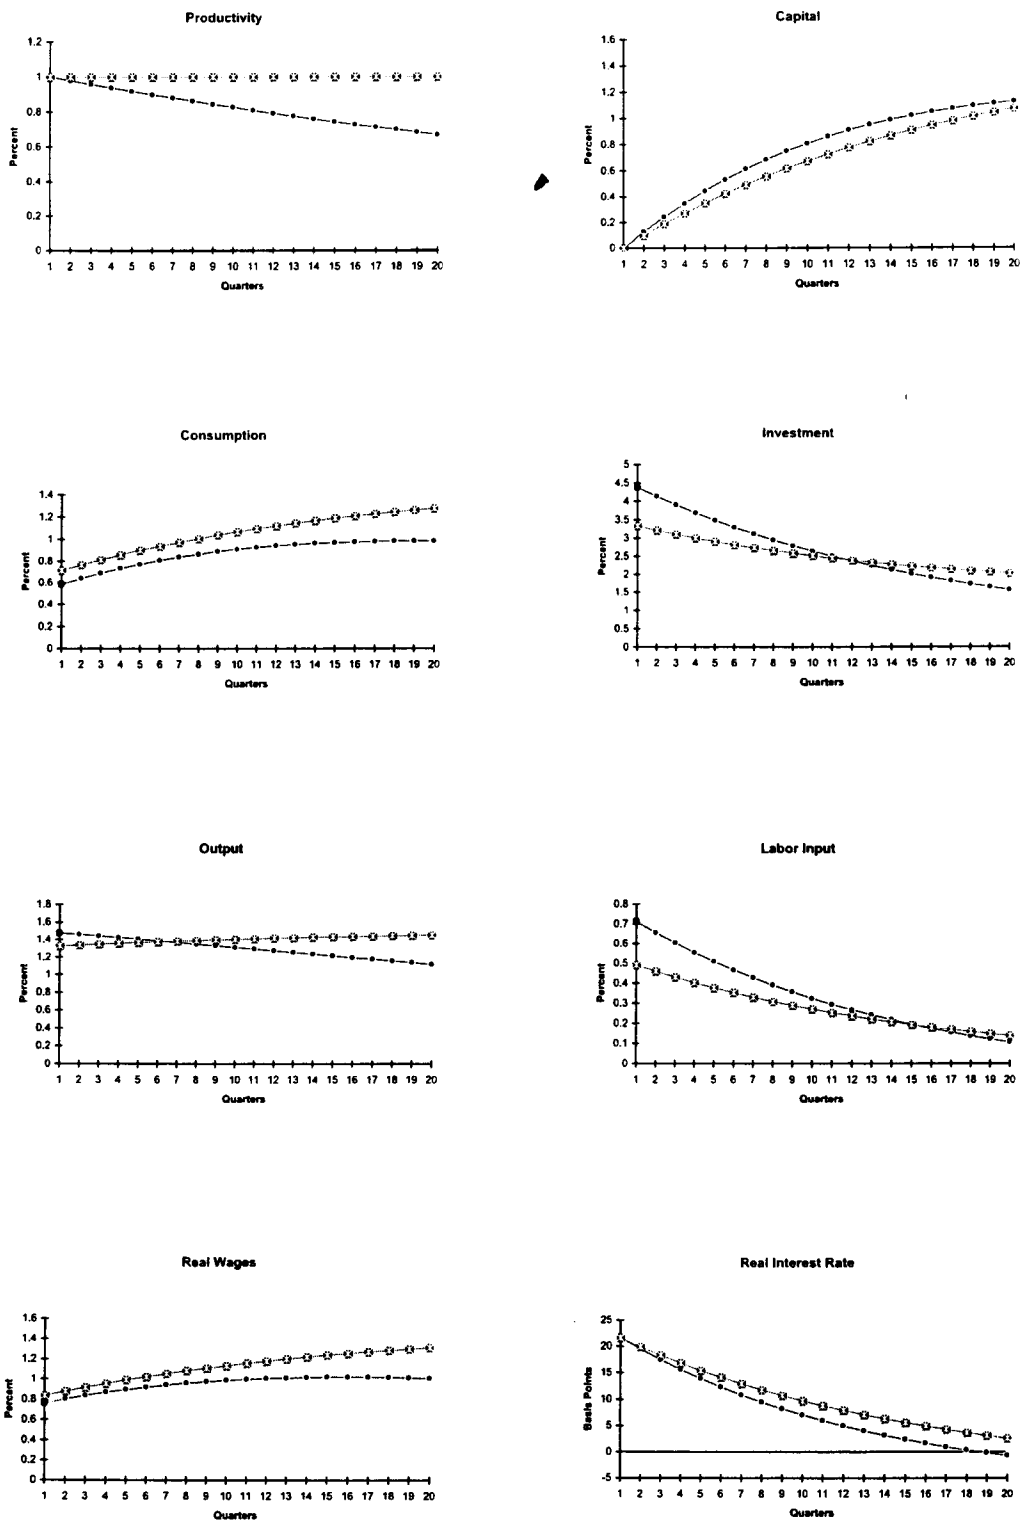 Productivity
1.2
1
0.8
0.6
0.4
0.2
0
Percent
1 2 3 4 5 6 7 8 9 10 11 12 13 14 15 16 17 18 19 20
Quarters
Capital
1.6
1.4
1.2
1
0.8
0.6
0.4
0.2
0
Percent
1 2 3 4 5 6 7 8 9 10 11 12 13 14 15 16 17 18 19 20
Quarters
Consumption
1.4
1.2
1
0.8
0.6
0.4
0.2
0
Percent
1 2 3 4 5 6 7 8 9 10 11 12 13 14 15 16 17 18 19 20
Quarters
Investment
5
4.5
4
3.5
3
2.5
2
1.5
1
0.5
0
Percent
1 2 3 4 5 6 7 8 9 10 11 12 13 14 15 16 17 18 19 20
Quarters
Output
1.8
1.6
1.4
1.2
1
0.8
0.6
0.4
0.2
0
Percent
1 2 3 4 5 6 7 8 9 10 11 12 13 14 15 16 17 18 19 20
Quarters
Labor Input
0.8
0.7
0.6
0.5
0.4
0.3
0.2
0.1
0
Percent
1 2 3 4 5 6 7 8 9 10 11 12 13 14 15 16 17 18 19 20
Quarters
Real Wages
1.6
1.4
1.2
1
0.8
0.6
0.4
0.2
0
Percent
1 2 3 4 5 6 7 8 9 10 11 12 13 14 15 16 17 18 19 20
Quarters
Real Interest Rate
25
20
15
10
5
0
-5
Basis Points
1 2 3 4 5 6 7 8 9 10 11 12 13 14 15 16 17 18 19 20
Quarters